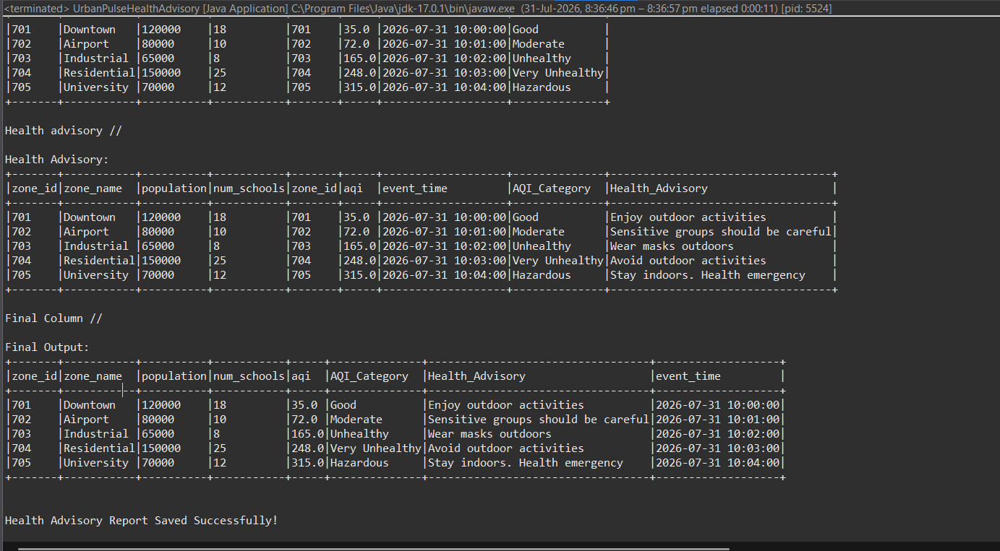 <terminated> UrbanPulseHealthAdvisory [Java Application] C:\Program Files\Java\jdk-17.0.1\bin\javaw.exe (31-Jul-2026, 8:36:46 pm – 8:36:57 pm elapsed 0:00:11) [pid: 5524]
|701    |Downtown   |120000    |18         |701    |35.0 |2026-07-31 10:00:00|Good          |
|702    |Airport    |80000     |10         |702    |72.0 |2026-07-31 10:01:00|Moderate      |
|703    |Industrial |65000     |8          |703    |165.0|2026-07-31 10:02:00|Unhealthy     |
|704    |Residential|150000    |25         |704    |248.0|2026-07-31 10:03:00|Very Unhealthy|
|705    |University |70000     |12         |705    |315.0|2026-07-31 10:04:00|Hazardous     |
+-------+-----------+----------+-----------+-------+-----+-------------------+--------------+
Health advisory //
Health Advisory:
+-------+-----------+----------+-----------+-------+-----+-------------------+--------------+----------------------------------+
|zone_id|zone_name  |population|num_schools|zone_id|aqi  |event_time         |AQI_Category  |Health_Advisory                   |
+-------+-----------+----------+-----------+-------+-----+-------------------+--------------+----------------------------------+
|701    |Downtown   |120000    |18         |701    |35.0 |2026-07-31 10:00:00|Good          |Enjoy outdoor activities          |
|702    |Airport    |80000     |10         |702    |72.0 |2026-07-31 10:01:00|Moderate      |Sensitive groups should be careful|
|703    |Industrial |65000     |8          |703    |165.0|2026-07-31 10:02:00|Unhealthy     |Wear masks outdoors               |
|704    |Residential|150000    |25         |704    |248.0|2026-07-31 10:03:00|Very Unhealthy|Avoid outdoor activities          |
|705    |University |70000     |12         |705    |315.0|2026-07-31 10:04:00|Hazardous     |Stay indoors. Health emergency    |
+-------+-----------+----------+-----------+-------+-----+-------------------+--------------+----------------------------------+
Final Column //
Final Output:
+-------+-----------+----------+-----------+-----+--------------+----------------------------------+-------------------+
|zone_id|zone_name  |population|num_schools|aqi  |AQI_Category  |Health_Advisory                   |event_time         |
+-------+-----------+----------+-----------+-----+--------------+----------------------------------+-------------------+
|701    |Downtown   |120000    |18         |35.0 |Good          |Enjoy outdoor activities          |2026-07-31 10:00:00|
|702    |Airport    |80000     |10         |72.0 |Moderate      |Sensitive groups should be careful|2026-07-31 10:01:00|
|703    |Industrial |65000     |8          |165.0|Unhealthy     |Wear masks outdoors               |2026-07-31 10:02:00|
|704    |Residential|150000    |25         |248.0|Very Unhealthy|Avoid outdoor activities          |2026-07-31 10:03:00|
|705    |University |70000     |12         |315.0|Hazardous     |Stay indoors. Health emergency    |2026-07-31 10:04:00|
+-------+-----------+----------+-----------+-----+--------------+----------------------------------+-------------------+
Health Advisory Report Saved Successfully!